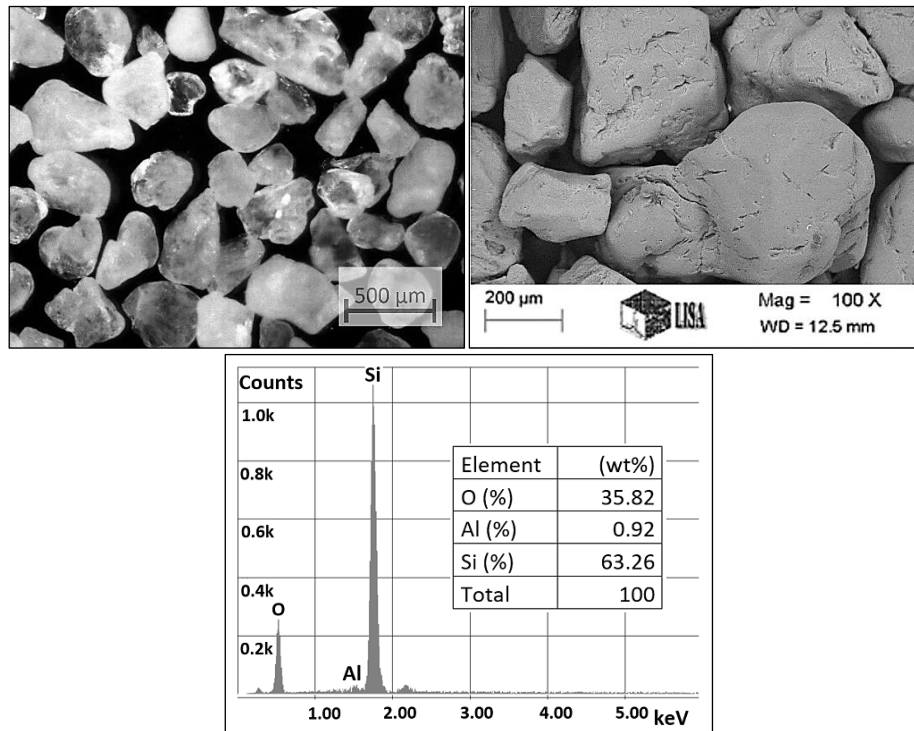 500 µm
200 µm
LISA
Mag = 100 X
WD = 12.5 mm
Counts
Si
1.0k
0.8k
Element (wt%)
O (%) 35.82
0.6k
Al (%) 0.92
Si (%) 63.26
0.4k
Total 100
O
0.2k
Al
1.00 2.00 3.00 4.00 5.00 keV